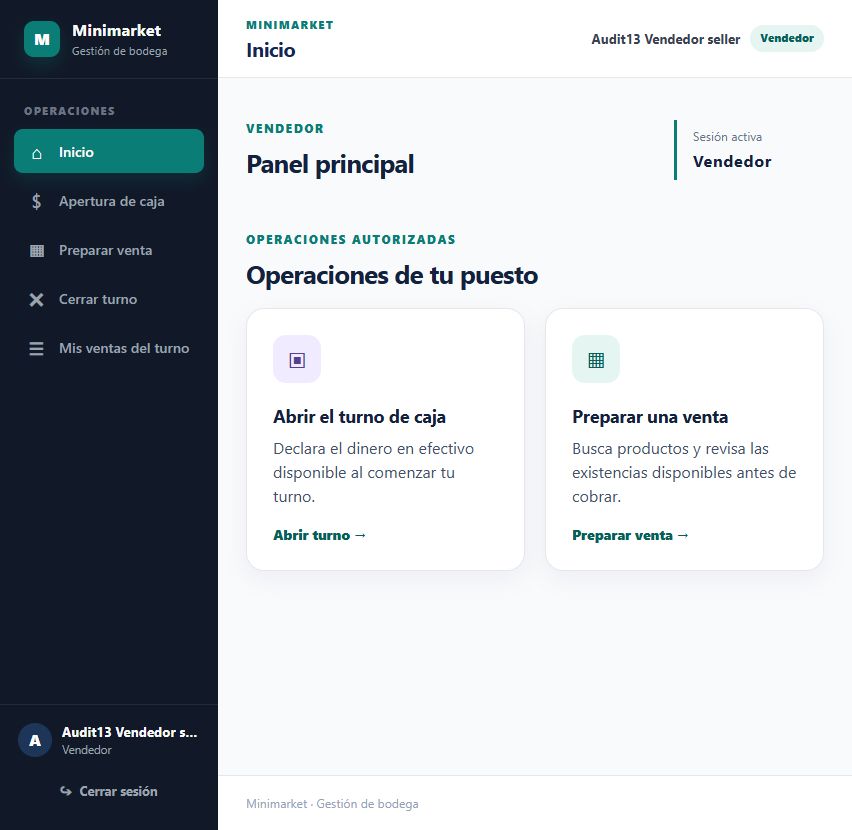 M
Minimarket
Gestión de bodega
OPERACIONES
Inicio
$ Apertura de caja
Preparar venta
Cerrar turno
Mis ventas del turno
A
Audit13 Vendedor s...
Vendedor
Cerrar sesión
MINIMARKET
Inicio
Audit13 Vendedor seller
Vendedor
VENDEDOR
Panel principal
Sesión activa
Vendedor
OPERACIONES AUTORIZADAS
Operaciones de tu puesto
Abrir el turno de caja
Declara el dinero en efectivo
disponible al comenzar tu
turno.
Abrir turno →
Preparar una venta
Busca productos y revisa las
existencias disponibles antes de
cobrar.
Preparar venta →
Minimarket · Gestión de bodega